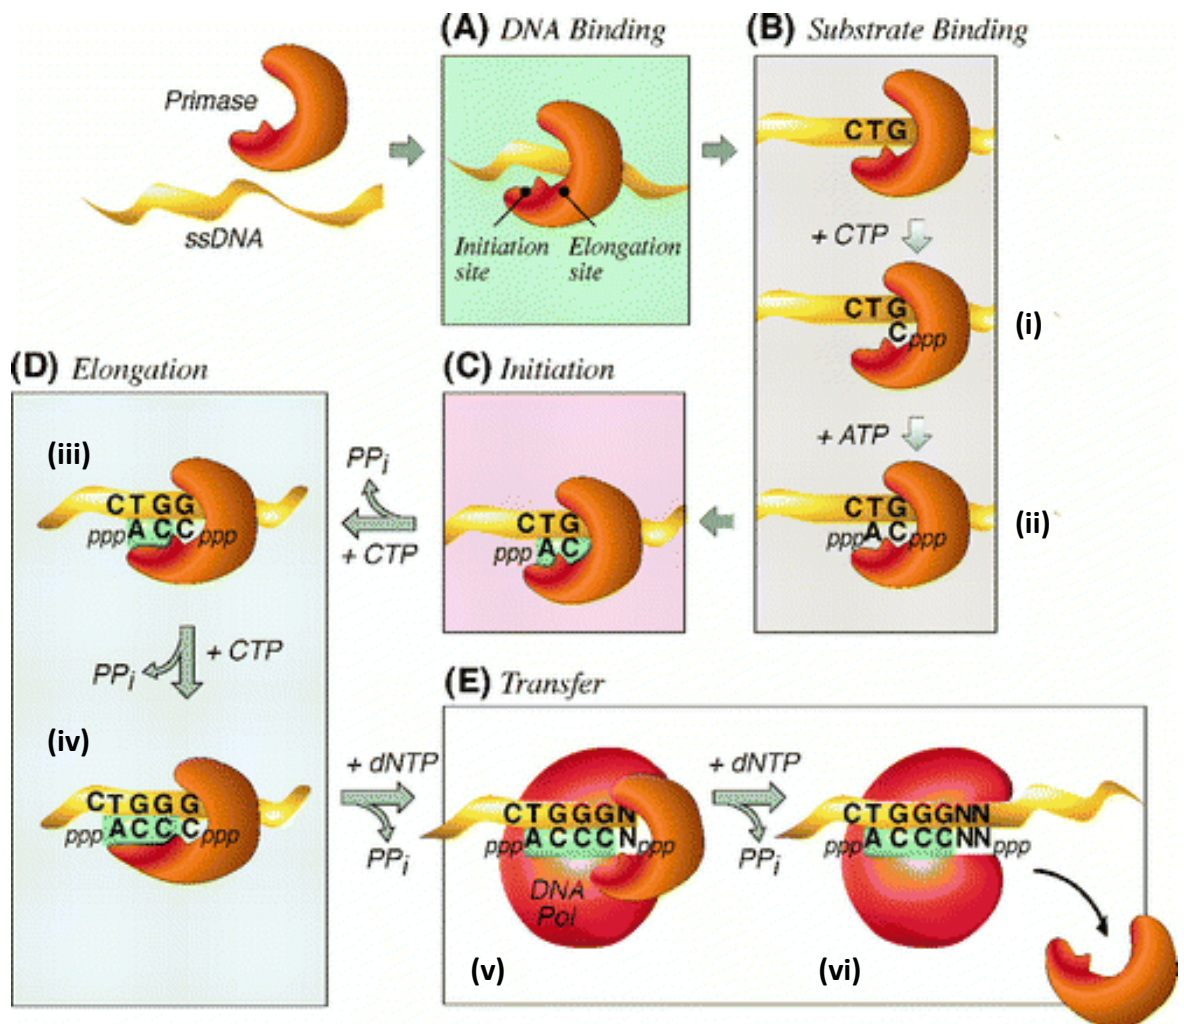 Primase
ssDNA
(A) DNA Binding
Initiation site
Elongation site
(B) Substrate Binding
CTG
+ CTP
CTG
C ppp
(i)
+ ATP
CTG
ppp AC ppp
(ii)
(C) Initiation
CTG
ppp AC
PPi
+ CTP
(D) Elongation
(iii)
CTGG
ppp ACC ppp
+ CTP
PPi
(iv)
CTGGG
ppp ACCC ppp
+ dNTP
PPi
(E) Transfer
CTGGGN
ppp ACCCN ppp
DNA
Pol
(v)
+ dNTP
PPi
CTGGGNN
ppp ACCCNN ppp
(vi)